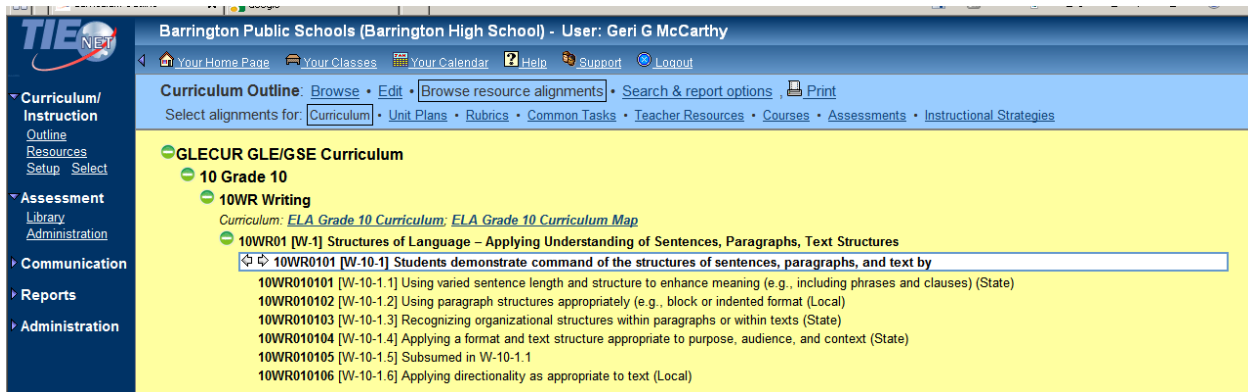 Google
TIENET
Barrington Public Schools (Barrington High School) - User: Geri G McCarthy
Your Home Page Your Classes Your Calendar Help Support Logout
Curriculum Outline: Browse • Edit • Browse resource alignments • Search & report options , Print
Select alignments for: Curriculum • Unit Plans • Rubrics • Common Tasks • Teacher Resources • Courses • Assessments • Instructional Strategies
Curriculum/
Instruction
Outline
Resources
Setup Select
Assessment
Library
Administration
Communication
Reports
Administration
GLECUR GLE/GSE Curriculum
10 Grade 10
10WR Writing
Curriculum: ELA Grade 10 Curriculum; ELA Grade 10 Curriculum Map
10WR01 [W-1] Structures of Language – Applying Understanding of Sentences, Paragraphs, Text Structures
10WR0101 [W-10-1] Students demonstrate command of the structures of sentences, paragraphs, and text by
10WR010101 [W-10-1.1] Using varied sentence length and structure to enhance meaning (e.g., including phrases and clauses) (State)
10WR010102 [W-10-1.2] Using paragraph structures appropriately (e.g., block or indented format (Local)
10WR010103 [W-10-1.3] Recognizing organizational structures within paragraphs or within texts (State)
10WR010104 [W-10-1.4] Applying a format and text structure appropriate to purpose, audience, and context (State)
10WR010105 [W-10-1.5] Subsumed in W-10-1.1
10WR010106 [W-10-1.6] Applying directionality as appropriate to text (Local)